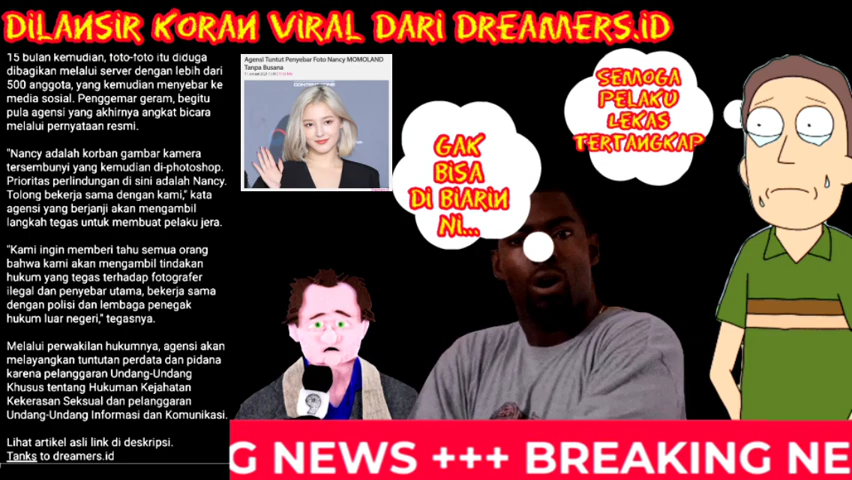 DILANSIR KORAN VIRAL DARI DREAMERS.ID
15 bulan kemudian, foto-foto itu diduga
dibagikan melalui server dengan lebih dari
500 anggota, yang kemudian menyebar ke
media sosial. Penggemar geram, begitu
pula agensi yang akhirnya angkat bicara
melalui pernyataan resmi.
"Nancy adalah korban gambar kamera
tersembunyi yang kemudian di-photoshop.
Prioritas perlindungan di sini adalah Nancy.
Tolong bekerja sama dengan kami," kata
agensi yang berjanji akan mengambil
langkah tegas untuk membuat pelaku jera.
"Kami ingin memberi tahu semua orang
bahwa kami akan mengambil tindakan
hukum yang tegas terhadap fotografer
ilegal dan penyebar utama, bekerja sama
dengan polisi dan lembaga penegak
hukum luar negeri," tegasnya.
Melalui perwakilan hukumnya, agensi akan
melayangkan tuntutan perdata dan pidana
karena pelanggaran Undang-Undang
Khusus tentang Hukuman Kejahatan
Kekerasan Seksual dan pelanggaran
Undang-Undang Informasi dan Komunikasi.
Lihat artikel asli link di deskripsi.
Tanks to dreamers.id
Agensi Tuntut Penyebar Foto Nancy MOMOLAND
Tanpa Busana
GAK
BISA
DI BIARIN
NI...
SEMOGA
PELAKU
LEKAS
TERTANGKAP
G NEWS +++ BREAKING NE